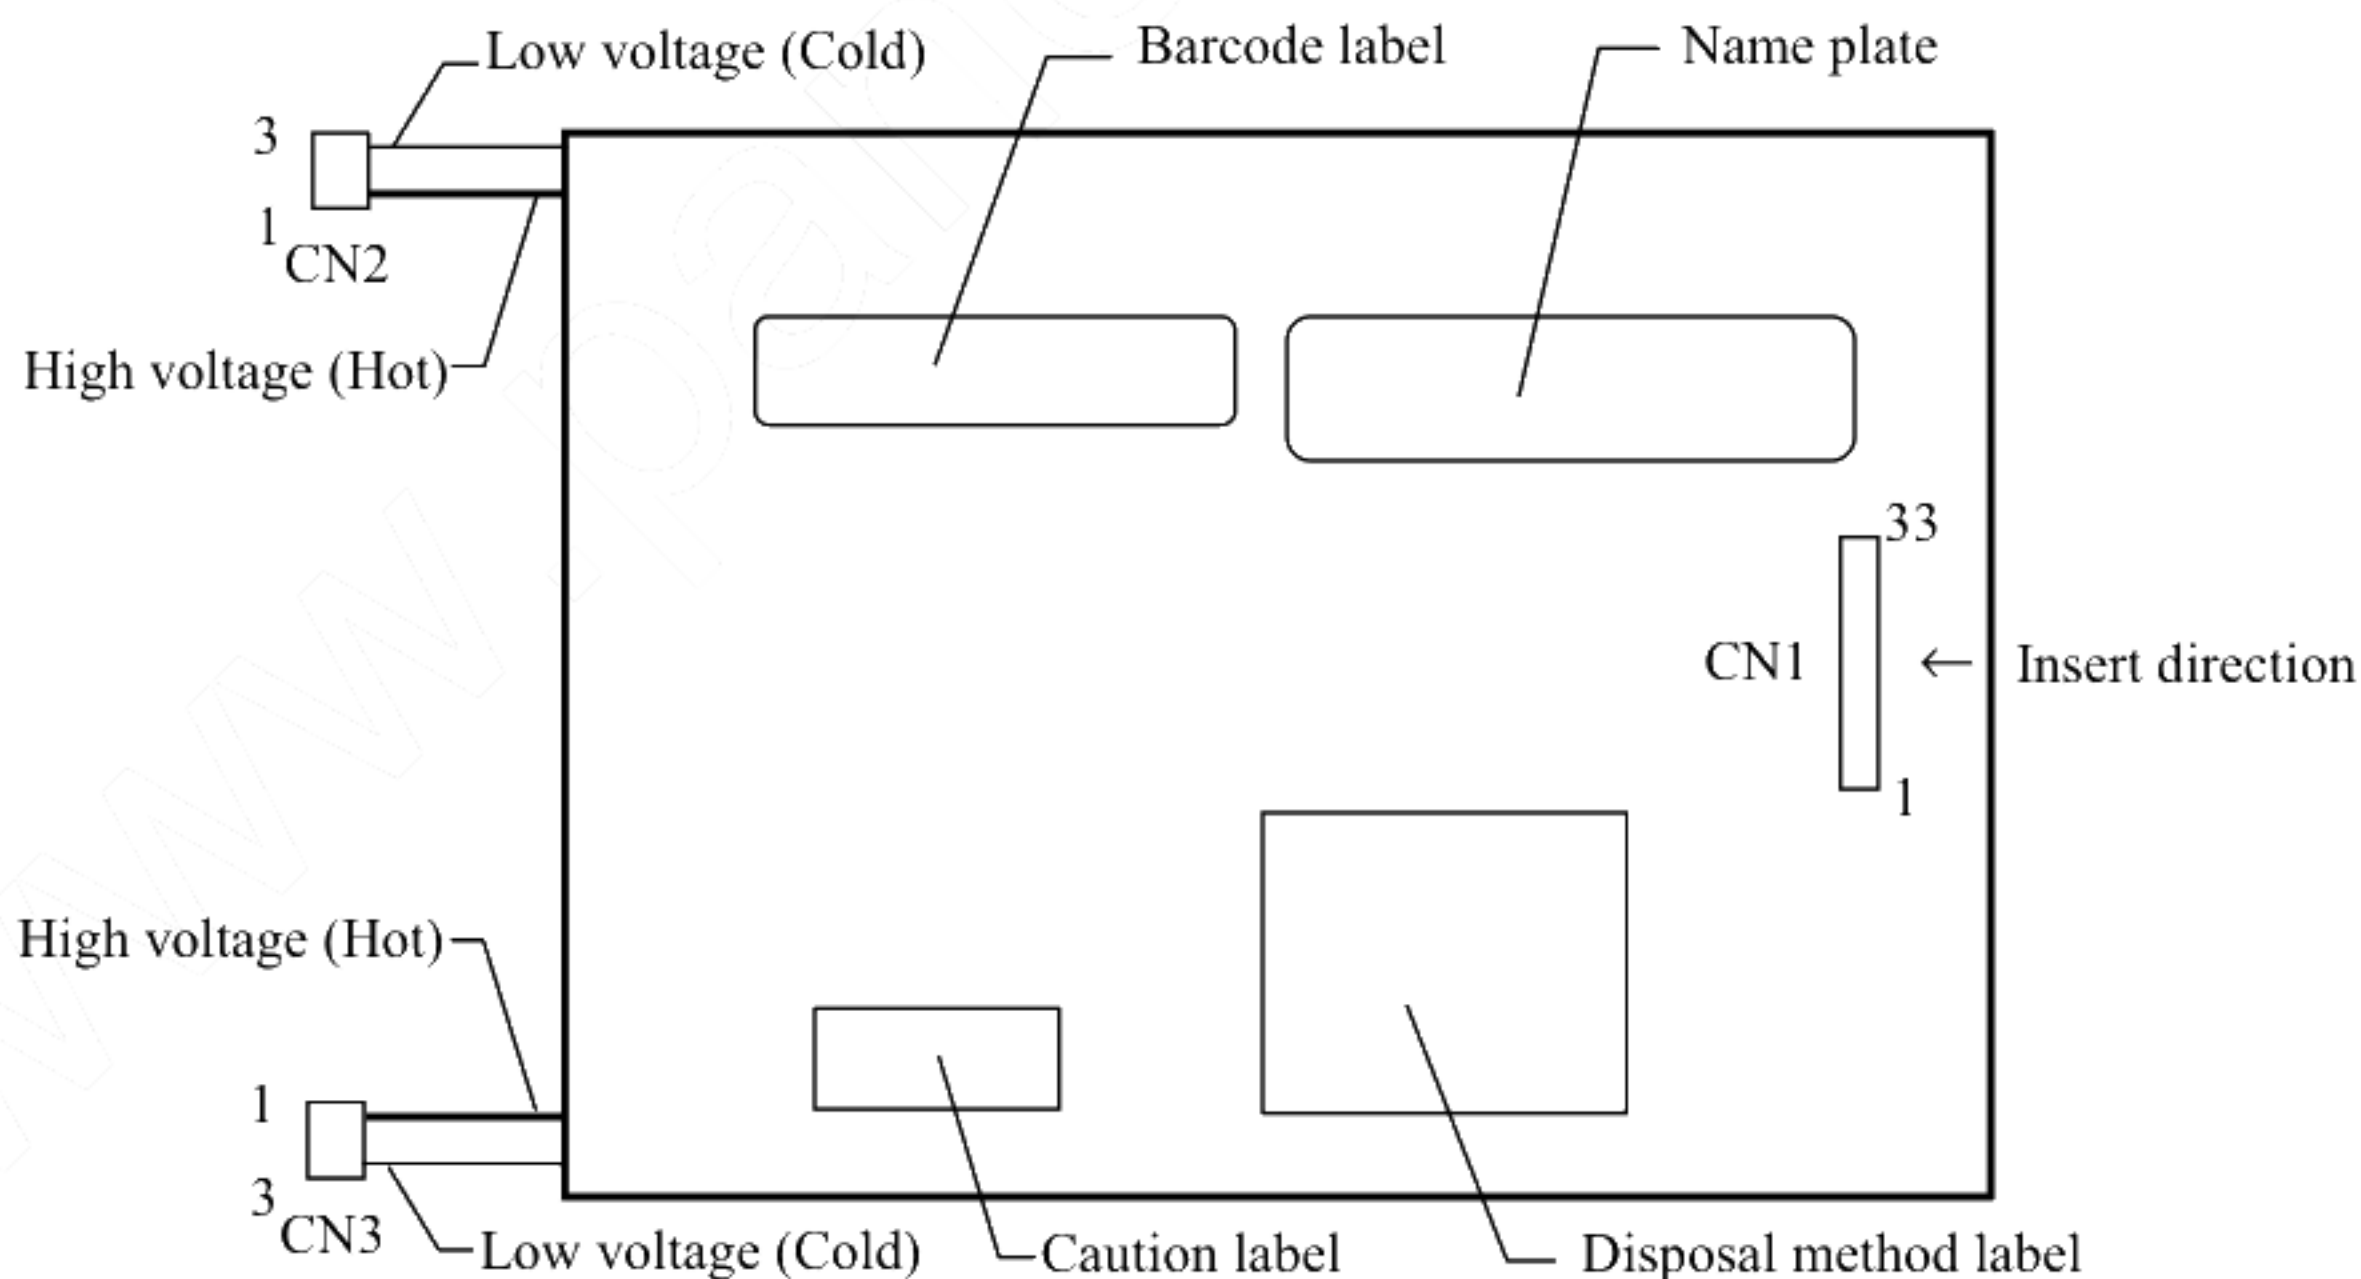 Low voltage (Cold)
Barcode label
Name plate
3
1
CN2
High voltage (Hot)
33
CN1
← Insert direction
1
High voltage (Hot)
1
3
CN3
Low voltage (Cold)
Caution label
Disposal method label